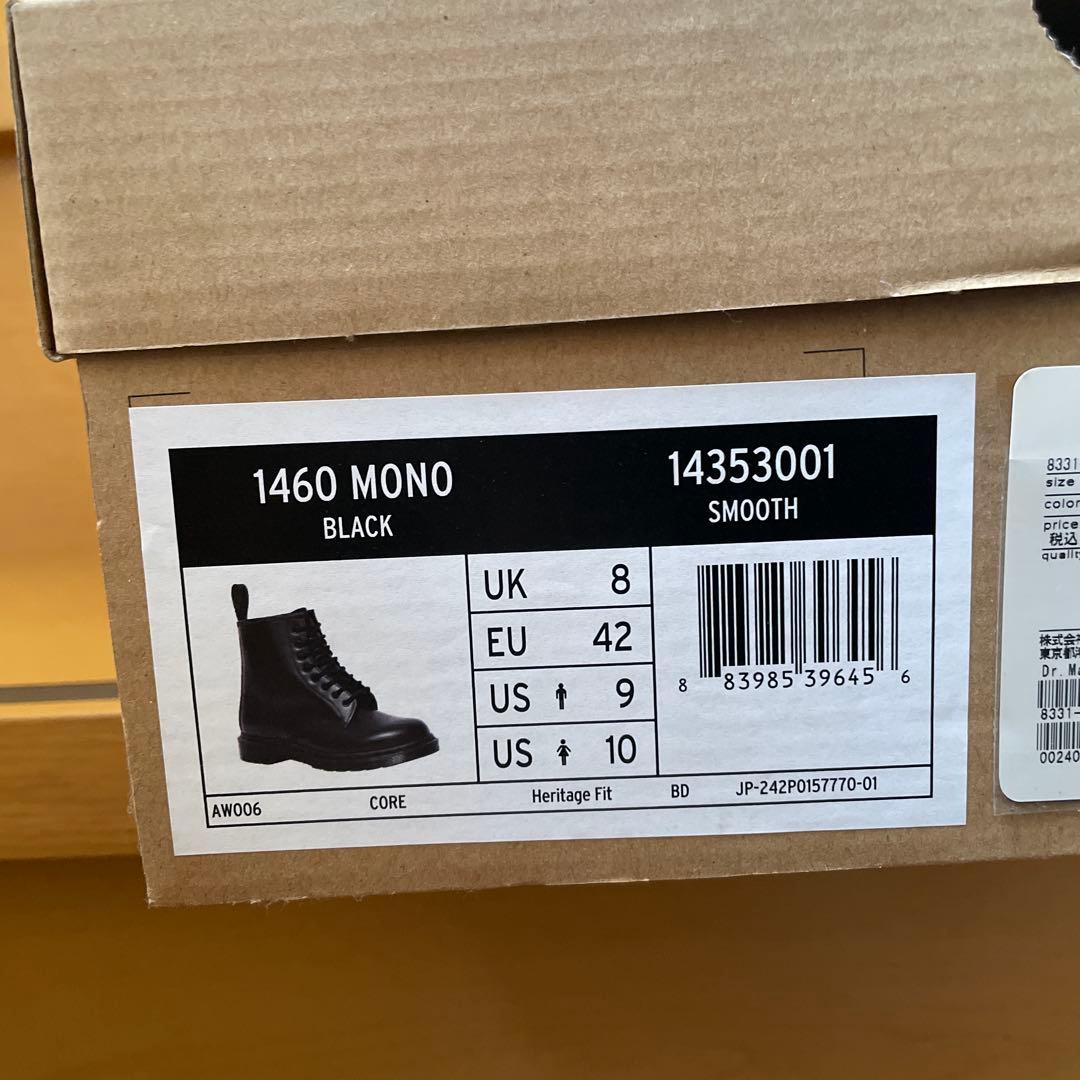 1460 MONO
BLACK
14353001
SMOOTH
UK 8
EU 42
US 9
US 10
8 83985 39645 6
AW006 CORE Heritage Fit BD JP-242P0157770-01
8331
size
color
price
税込
quality
株式会
東京都
Dr. Ma
8331-
00240